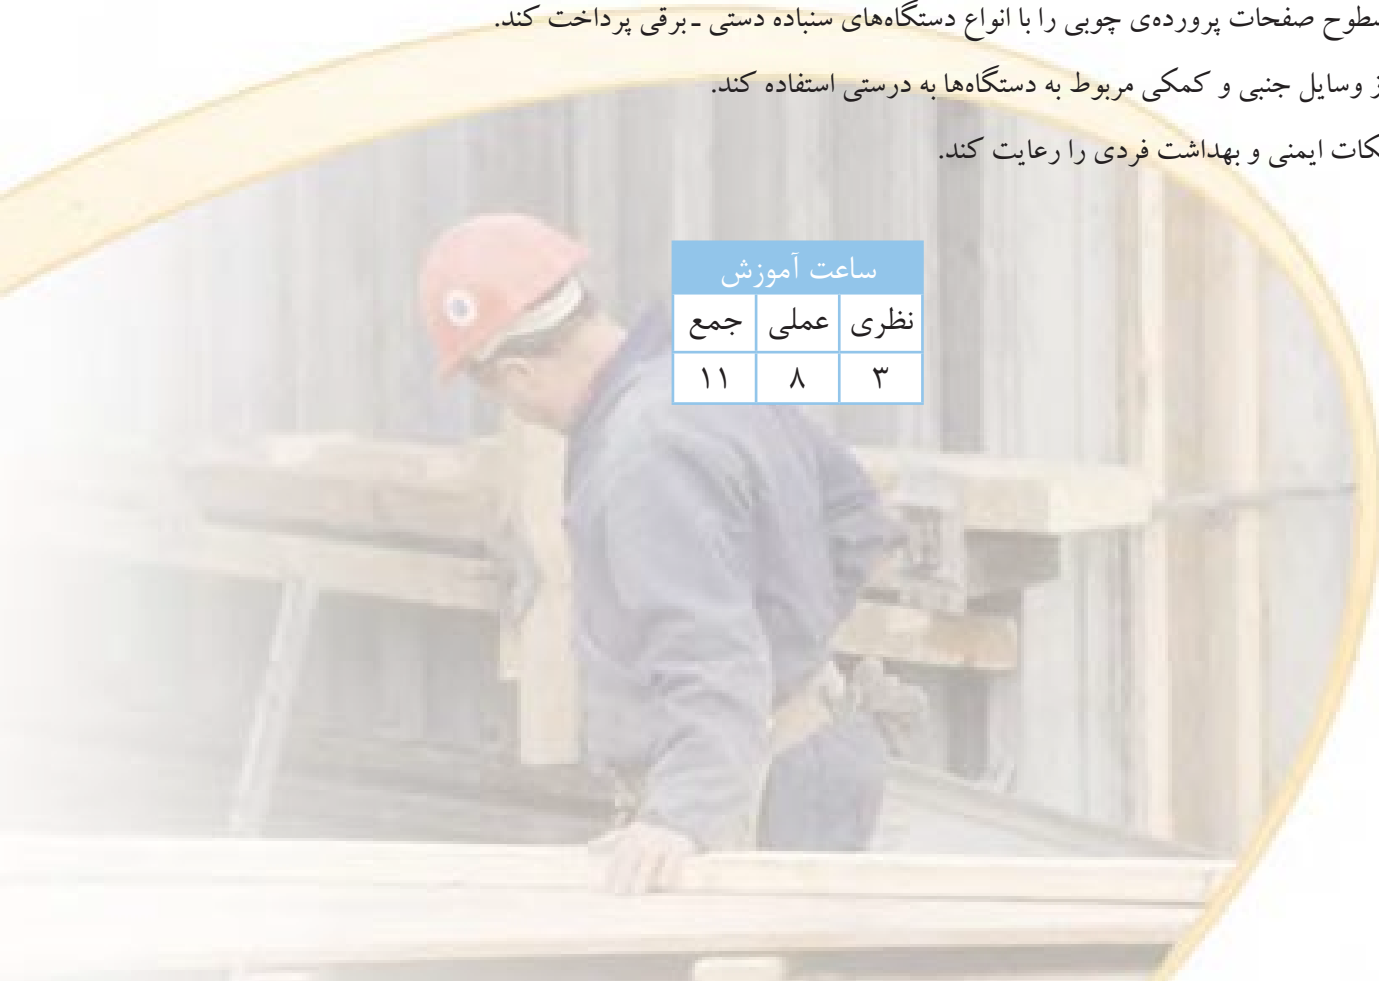 سطوح صفحات پرورده‌ی چوبی را با انواع دستگاه‌های سنباده دستی ـ برقی پرداخت کند.
وسایل جنبی و کمکی مربوط به دستگاه‌ها به درستی استفاده کند.
ایمنی و بهداشت فردی را رعایت کند.
ساعت آموزش
نظری عملی جمع
۳ ۸ ۱۱